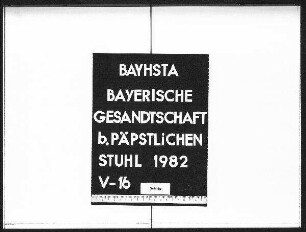 BAYHSTA
BAYERISCHE
GESANDTSCHAFT
b. PÄPSTLiCHEN
STUHL 1982
V-16